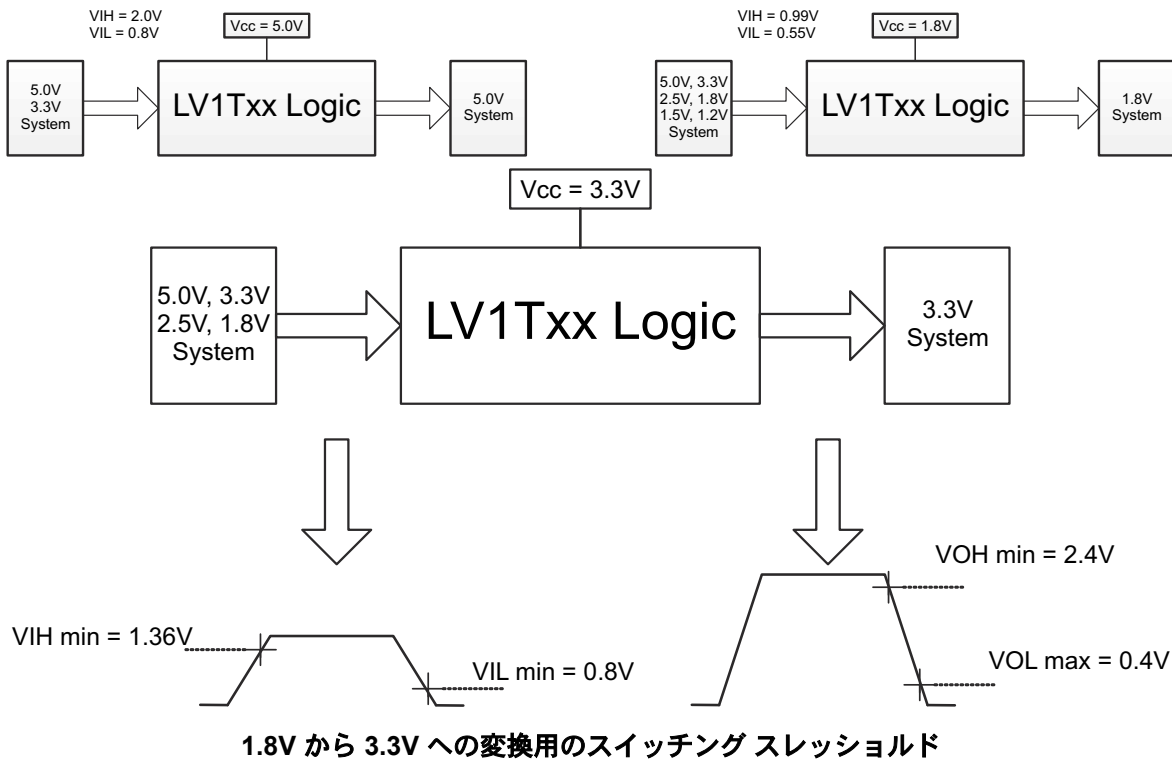 VIH = 2.0V
VIL = 0.8V
Vcc = 5.0V
5.0V
3.3V
System
LV1Txx Logic
5.0V
System
VIH = 0.99V
VIL = 0.55V
Vcc = 1.8V
5.0V, 3.3V
2.5V, 1.8V
1.5V, 1.2V
System
LV1Txx Logic
1.8V
System
Vcc = 3.3V
5.0V, 3.3V
2.5V, 1.8V
System
LV1Txx Logic
3.3V
System
VIH min = 1.36V
VIL min = 0.8V
VOH min = 2.4V
VOL max = 0.4V
1.8V から 3.3V への変換用のスイッチング スレッショルド